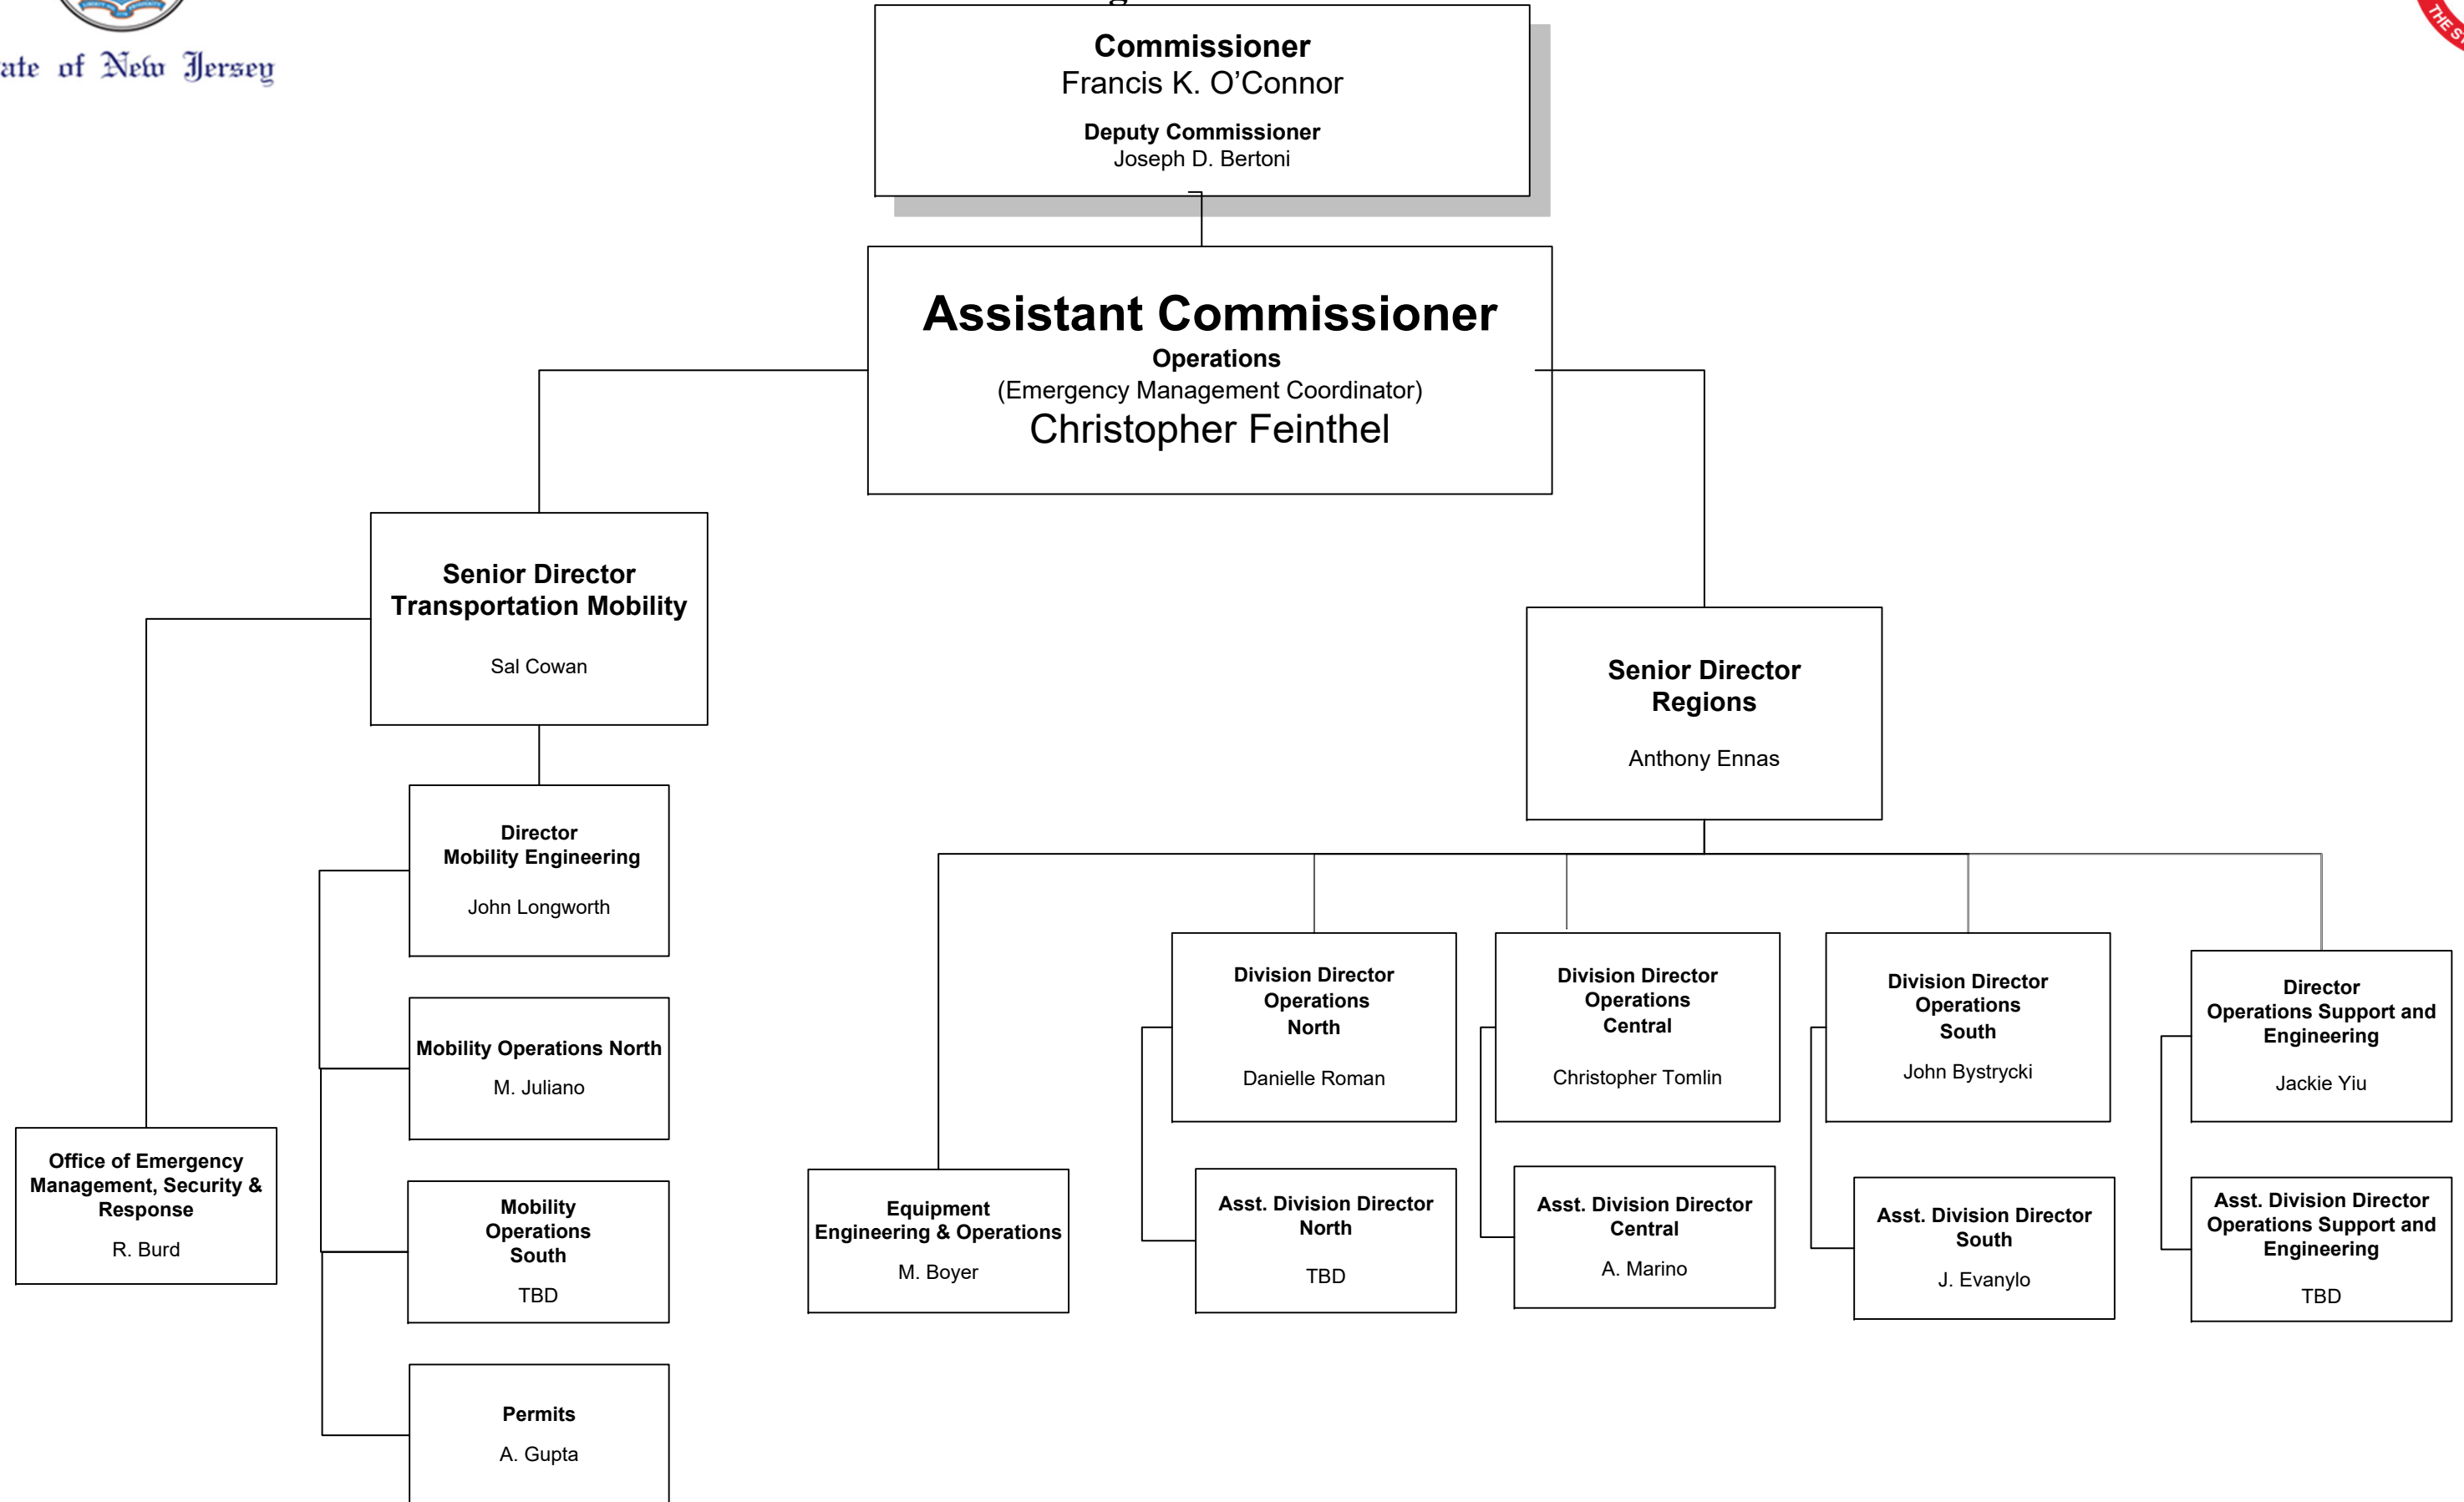 of New Jersey
Commissioner
Francis K. O’Connor
Deputy Commissioner
Joseph D. Bertoni
Assistant Commissioner
Operations
(Emergency Management Coordinator)
Christopher Feinthel
Senior Director
Transportation Mobility
Sal Cowan
Senior Director
Regions
Anthony Ennas
Director
Mobility Engineering
John Longworth
Mobility Operations North
M. Juliano
Mobility
Operations
South
TBD
Permits
A. Gupta
Office of Emergency
Management, Security &
Response
R. Burd
Equipment
Engineering & Operations
M. Boyer
Division Director
Operations
North
Danielle Roman
Asst. Division Director
North
TBD
Division Director
Operations
Central
Christopher Tomlin
Asst. Division Director
Central
A. Marino
Division Director
Operations
South
John Bystrycki
Asst. Division Director
South
J. Evanylo
Director
Operations Support and
Engineering
Jackie Yiu
Asst. Division Director
Operations Support and
Engineering
TBD